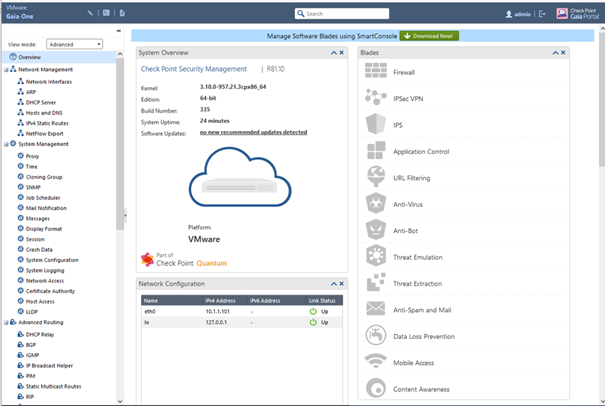 VMware
Gaia-One
Search
admin
Check Point
Gaia Portal
View mode: Advanced
Manage Software Blades using SmartConsole Download Now!
Overview
Network Management
Network Interfaces
ARP
DHCP Server
Hosts and DNS
IPv4 Static Routes
NetFlow Export
System Management
Proxy
Time
Cloning Group
SNMP
Job Scheduler
Mail Notification
Messages
Display Format
Session
Crash Data
System Configuration
System Logging
Network Access
Certificate Authority
Host Access
LLDP
Advanced Routing
DHCP Relay
BGP
IGMP
IP Broadcast Helper
PIM
Static Multicast Routes
RIP
System Overview
Check Point Security Management | R81.10
Kernel: 3.10.0-957.21.3cpx86_64
Edition: 64-bit
Build Number: 335
System Uptime: 24 minutes
Software Updates: no new recommended updates detected
Platform:
VMware
Part of
Check Point Quantum
Network Configuration
Name IPv4 Address IPv6 Address Link Status
eth0 10.1.1.101 - Up
lo 127.0.0.1 - Up
Blades
Firewall
IPSec VPN
IPS
Application Control
URL Filtering
Anti-Virus
Anti-Bot
Threat Emulation
Threat Extraction
Anti-Spam and Mail
Data Loss Prevention
Mobile Access
Content Awareness